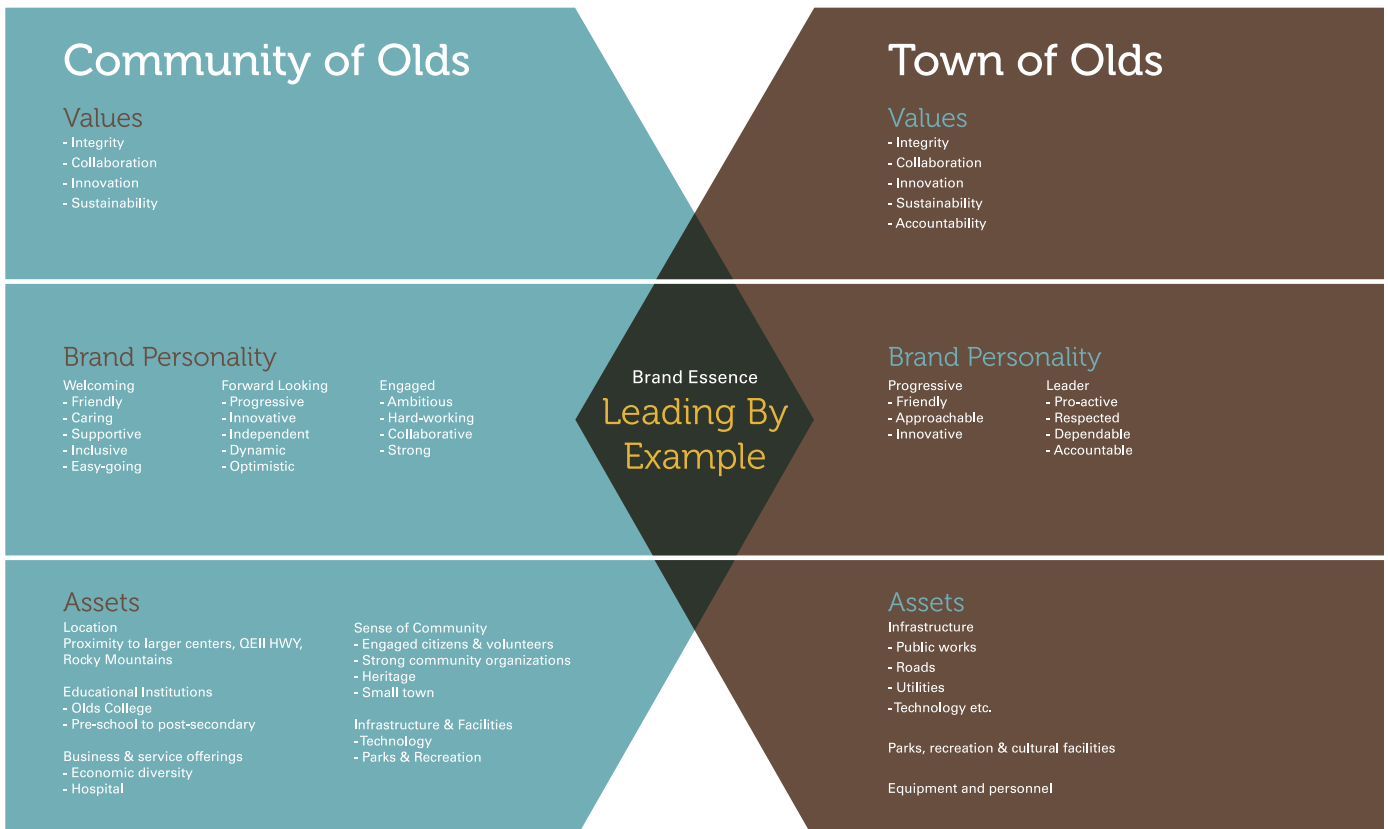 Community of Olds
Values
- Integrity
- Collaboration
- Innovation
- Sustainability
Town of Olds
Values
- Integrity
- Collaboration
- Innovation
- Sustainability
- Accountability
Brand Personality
Welcoming
- Friendly
- Caring
- Supportive
- Inclusive
- Easy-going
Forward Looking
- Progressive
- Innovative
- Independent
- Dynamic
- Optimistic
Engaged
- Ambitious
- Hard-working
- Collaborative
- Strong
Brand Essence
Leading By
Example
Brand Personality
Progressive
- Friendly
- Approachable
- Innovative
Leader
- Pro-active
- Respected
- Dependable
- Accountable
Assets
Location
Proximity to larger centers, QEII HWY,
Rocky Mountains
Educational Institutions
- Olds College
- Pre-school to post-secondary
Business & service offerings
- Economic diversity
- Hospital
Sense of Community
- Engaged citizens & volunteers
- Strong community organizations
- Heritage
- Small town
Infrastructure & Facilities
- Technology
- Parks & Recreation
Assets
Infrastructure
- Public works
- Roads
- Utilities
- Technology etc.
Parks, recreation & cultural facilities
Equipment and personnel